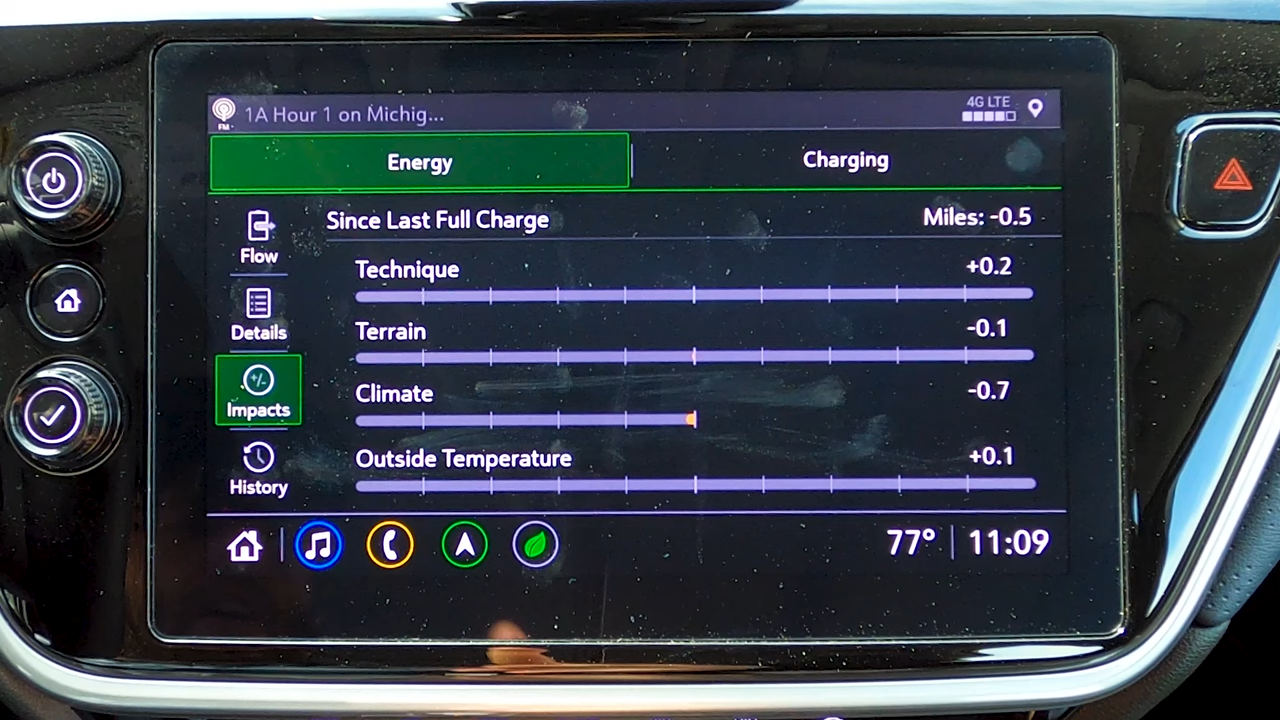 1A Hour 1 on Michig...
4G LTE
FM
Energy
Charging
Flow
Since Last Full Charge
Miles: -0.5
Details
Technique
+0.2
Terrain
-0.1
+/-
Impacts
Climate
-0.7
History
Outside Temperature
+0.1
77° 11:09